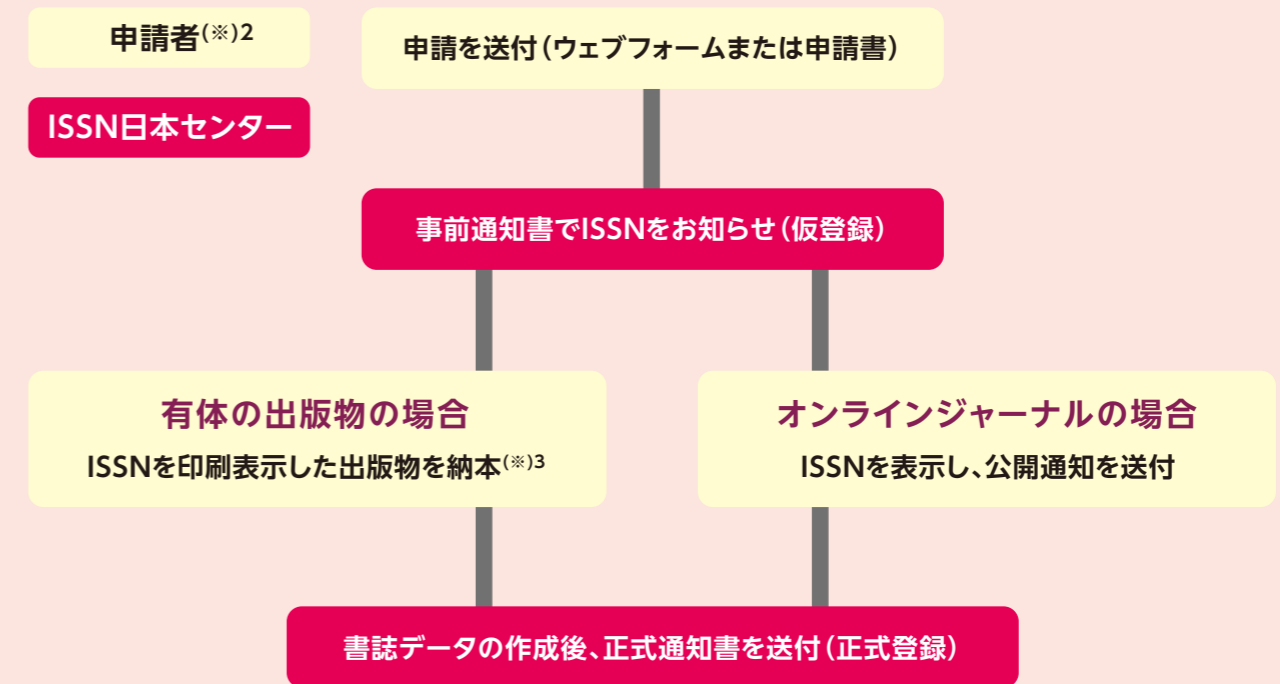 申請者(※)2
申請を送付(ウェブフォームまたは申請書)
ISSN日本センター
事前通知書でISSNをお知らせ(仮登録)
有体の出版物の場合
ISSNを印刷表示した出版物を納本(※)3
オンラインジャーナルの場合
ISSNを表示し、公開通知を送付
書誌データの作成後、正式通知書を送付(正式登録)